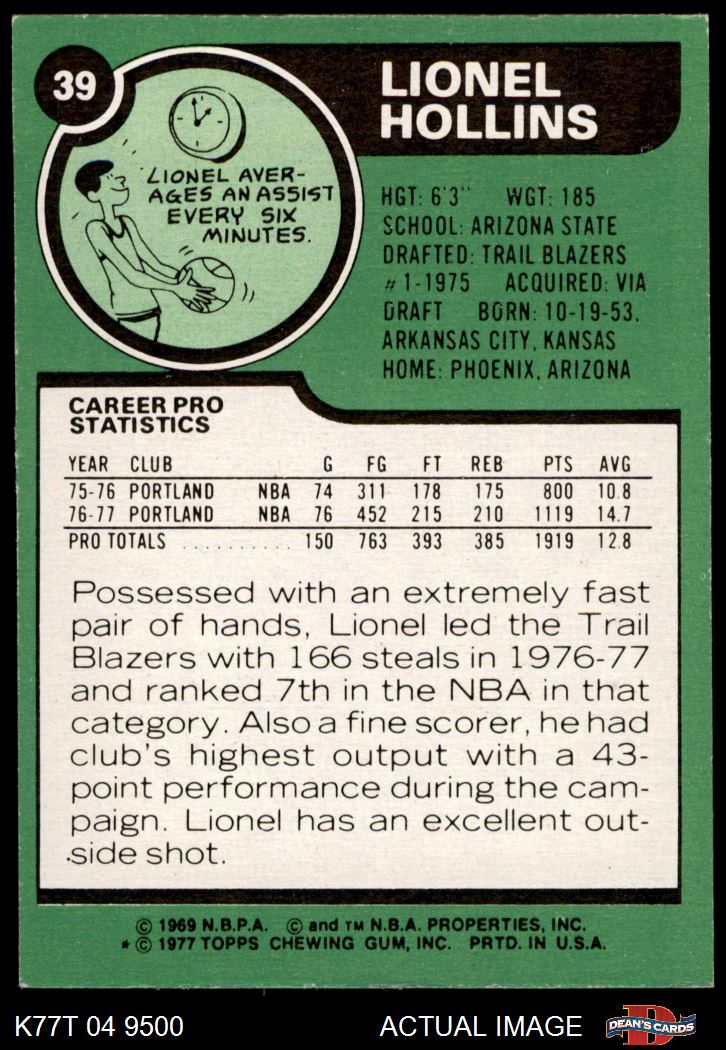 39
LIONEL
HOLLINS
LIONEL AVER-
AGES AN ASSIST
EVERY SIX
MINUTES.
HGT: 6'3" WGT: 185
SCHOOL: ARIZONA STATE
DRAFTED: TRAIL BLAZERS
#1-1975 ACQUIRED: VIA
DRAFT BORN: 10-19-53,
ARKANSAS CITY, KANSAS
HOME: PHOENIX, ARIZONA
CAREER PRO
STATISTICS
YEAR CLUB G FG FT REB PTS AVG
75-76 PORTLAND NBA 74 311 178 175 800 10.8
76-77 PORTLAND NBA 76 452 215 210 1119 14.7
PRO TOTALS .......... 150 763 393 385 1919 12.8
Possessed with an extremely fast
pair of hands, Lionel led the Trail
Blazers with 166 steals in 1976-77
and ranked 7th in the NBA in that
category. Also a fine scorer, he had
club's highest output with a 43-
point performance during the cam-
paign. Lionel has an excellent out-
side shot.
© 1969 N.B.P.A. © and TM N.B.A. PROPERTIES, INC.
* © 1977 TOPPS CHEWING GUM, INC. PRTD. IN U.S.A.
K77T 04 9500 ACTUAL IMAGE D DEAN'S CARDS